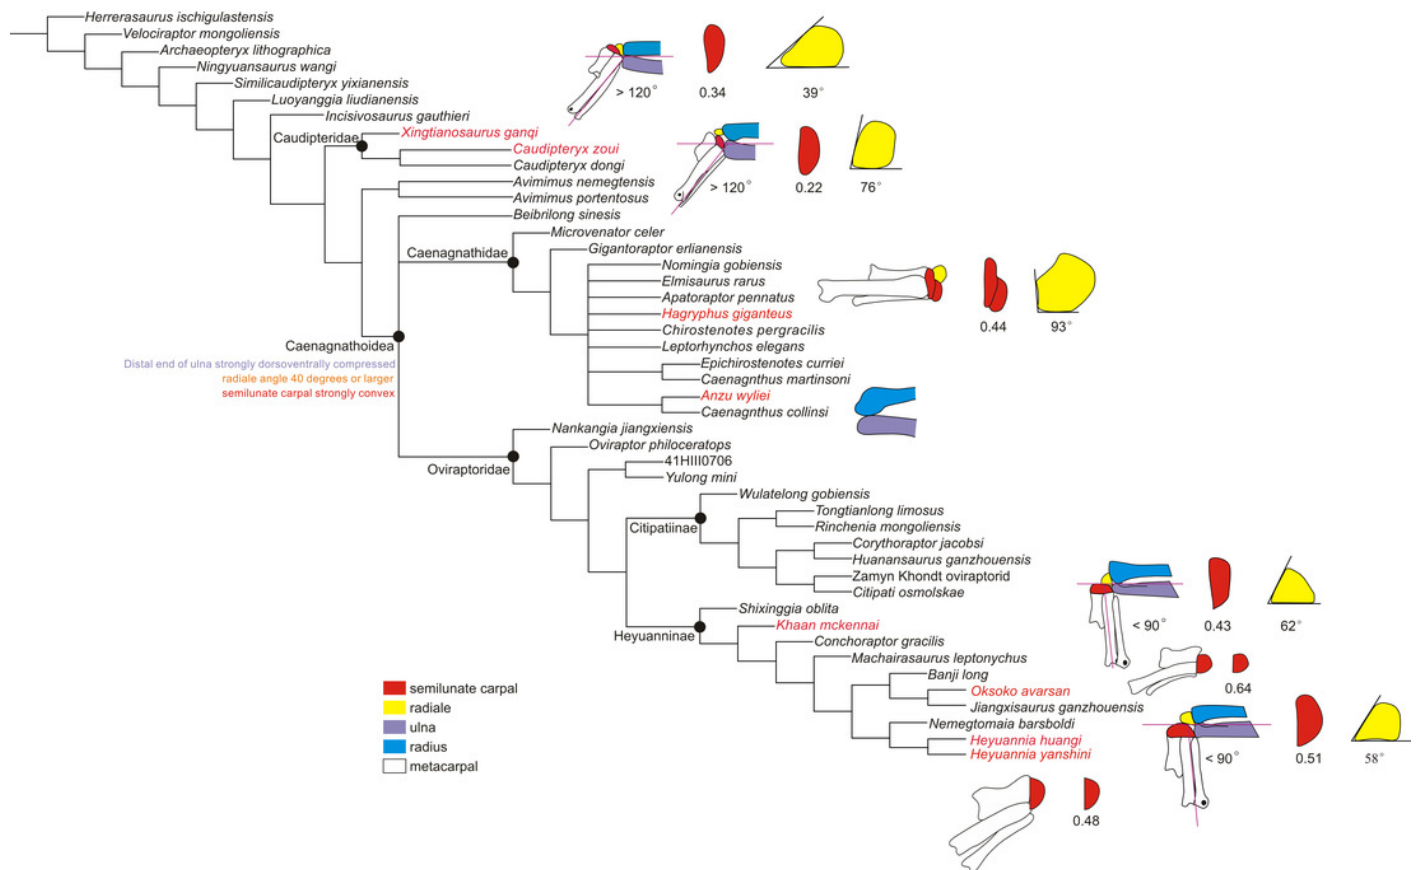 Herrerasaurus ischigulastensis
Velociraptor mongoliensis
Archaeopteryx lithographica
Ningyuansaurus wangi
Similicaudipteryx yixianensis
Luoyanggia liudianensis
Incisivosaurus gauthieri
> 120°
0.34
39°
Caudipteridae
Xingtianosaurus ganqi
Caudipteryx zoui
Caudipteryx dongi
Avimimus nemegtensis
Avimimus portentosus
> 120°
0.22
76°
Beibrilong sinesis
Microvenator celer
Caenagnathidae
Gigantoraptor erlianensis
Nomingia gobiensis
Elmisaurus rarus
Apatoraptor pennatus
Hagryphus giganteus
Chirostenotes pergracilis
Leptorhynchos elegans
0.44
93°
Caenagnathoidea
Distal end of ulna strongly dorsoventrally compressed
radiale angle 40 degrees or larger
semilunate carpal strongly convex
Epichirostenotes curriei
Caenagnthus martinsoni
Anzu wyliei
Caenagnthus collinsi
Nankangia jiangxiensis
Oviraptor philoceratops
Oviraptoridae
41HIII0706
Yulong mini
Wulatelong gobiensis
Citipatiinae
Tongtianlong limosus
Rinchenia mongoliensis
Corythoraptor jacobsi
Huanansaurus ganzhouensis
Zamyn Khondt oviraptorid
Citipati osmolskae
Shixinggia oblita
Khaan mckennai
< 90°
0.43
62°
Heyuanninae
Conchoraptor gracilis
Machairasaurus leptonychus
Banji long
Oksoko avarsan
Jiangxisaurus ganzhouensis
0.64
Nemegtomaia barsboldi
Heyuannia huangi
Heyuannia yanshini
< 90°
0.51
58°
0.48
semilunate carpal
radiale
ulna
radius
metacarpal